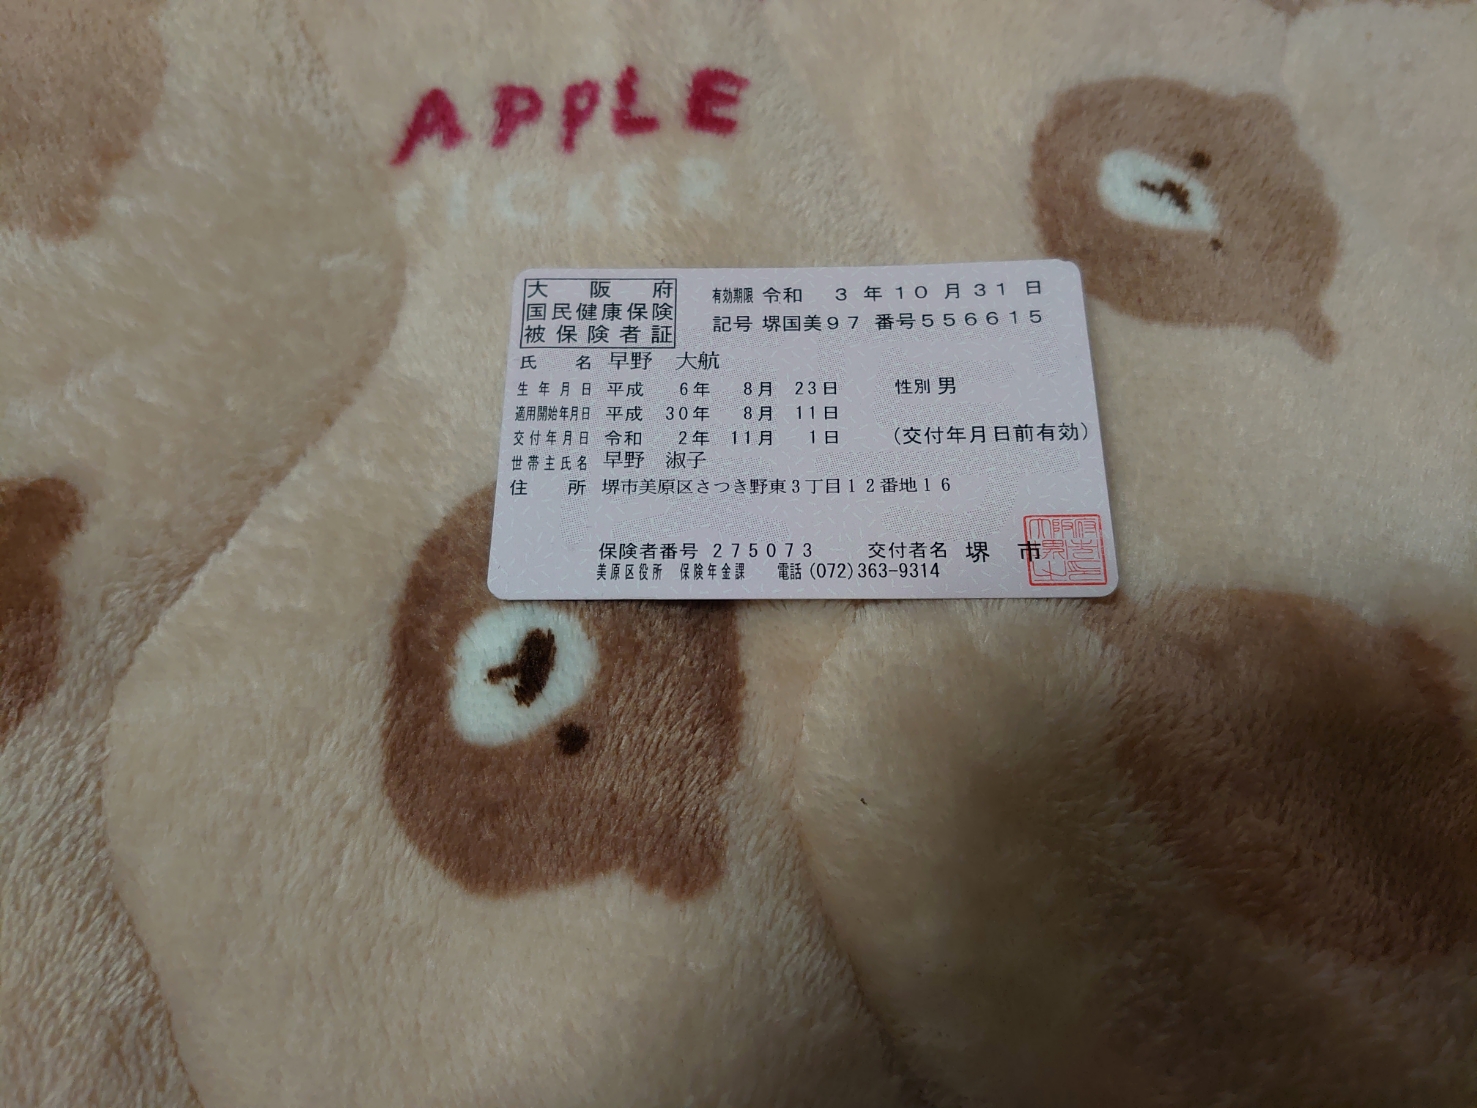 APPLE
大阪府
国民健康保険
被保険者証
有効期限 令和 3年10月31日
記号 堺国美97 番号556615
氏名 早野 大航
生年月日 平成 6年 8月 23日 性別 男
適用開始年月日 平成 30年 8月 11日
交付年月日 令和 2年 11月 1日 (交付年月日前有効)
世帯主氏名 早野 淑子
住所 堺市美原区さつき野東3丁目12番地16
保険者番号 275073 交付者名 堺市
美原区役所 保険年金課 電話(072)363-9314